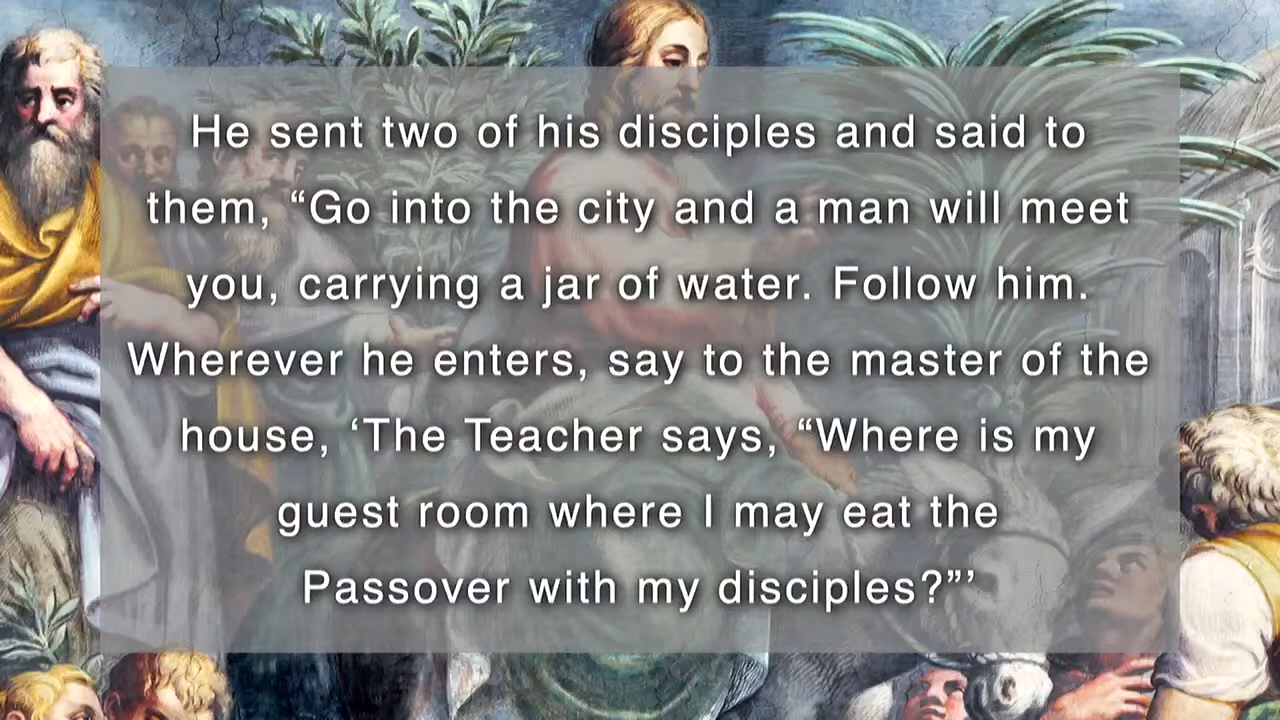 He sent two of his disciples and said to
them, “Go into the city and a man will meet
you, carrying a jar of water. Follow him.
Wherever he enters, say to the master of the
house, ‘The Teacher says, “Where is my
guest room where I may eat the
Passover with my disciples?”’